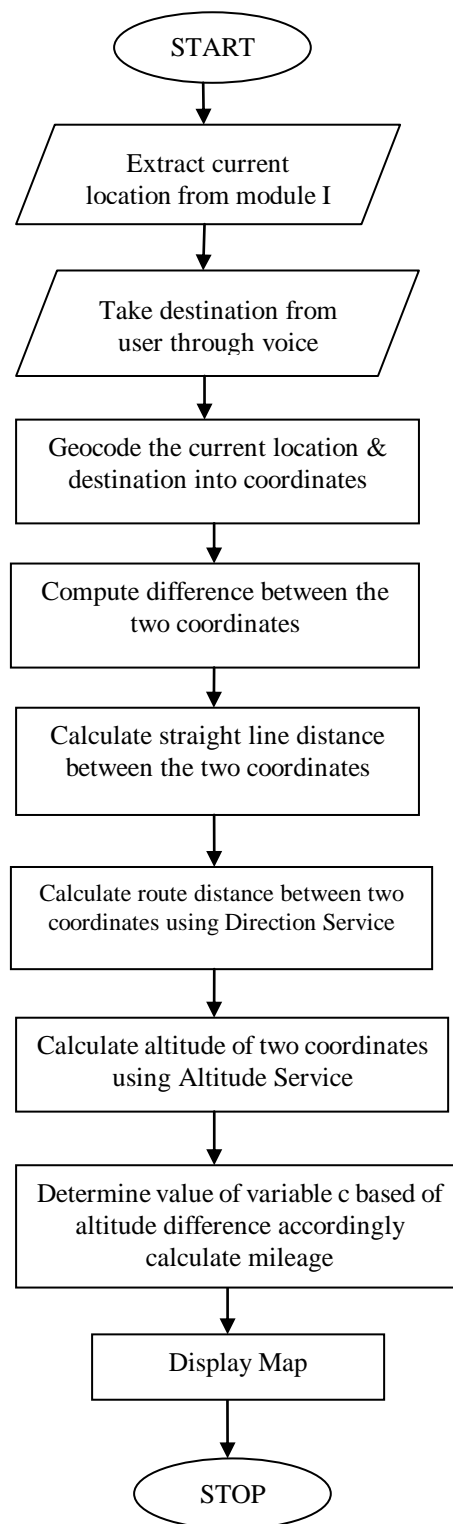 START
Extract current
location from module I
Take destination from
user through voice
Geocode the current location &
destination into coordinates
Compute difference between the
two coordinates
Calculate straight line distance
between the two coordinates
Calculate route distance between two
coordinates using Direction Service
Calculate altitude of two coordinates
using Altitude Service
Determine value of variable c based of
altitude difference accordingly
calculate mileage
Display Map
STOP